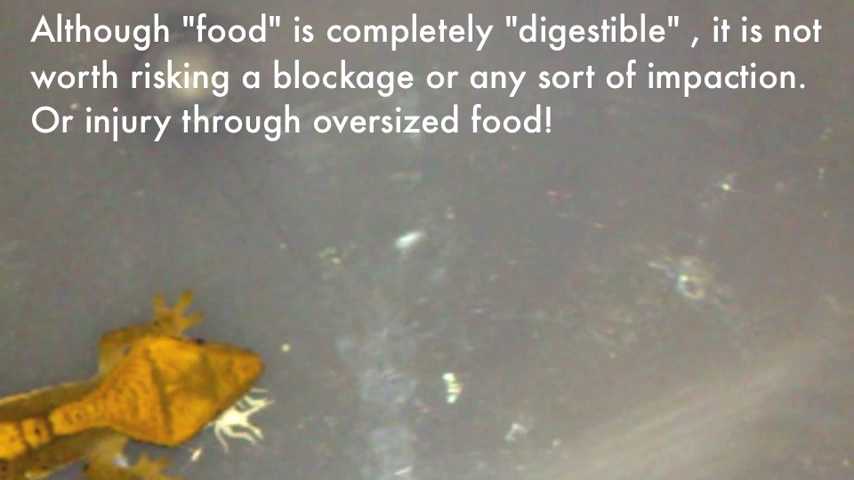 Although "food" is completely "digestible" , it is not
worth risking a blockage or any sort of impaction.
Or injury through oversized food!